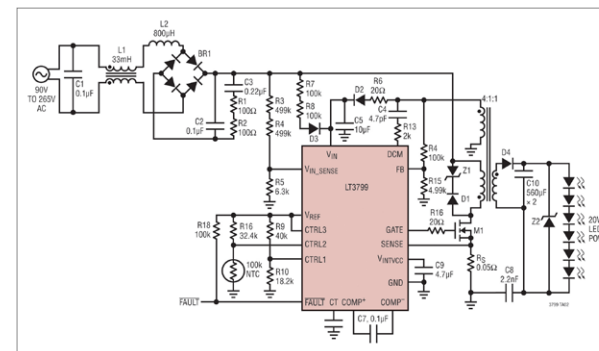 L2
800µH
L1
33mH
BR1
90V
TO 265V
AC
C1
0.1µF
C2
0.1µF
C3
0.22µF
R1
100Ω
R2
100Ω
R3
499k
R4
499k
R5
6.3k
R7
100k
R8
100k
D3
D2
R6
20Ω
C5
10µF
C4
4.7pF
R13
2k
R4
100k
R15
4.99k
4:1:1
Z1
D1
D4
C10
560µF
× 2
Z2
20V
LED
VIN
DCM
VIN_SENSE
FB
LT3799
VREF
CTRL3
CTRL2
CTRL1
GATE
SENSE
VINTVCC
GND
FAULT
CT
COMP+
COMP–
R18
100k
R16
32.4k
R9
40k
100k
NTC
R10
18.2k
FAULT
R16
20Ω
M1
RS
0.05Ω
C9
4.7µF
C8
2.2nF
C7, 0.1µF